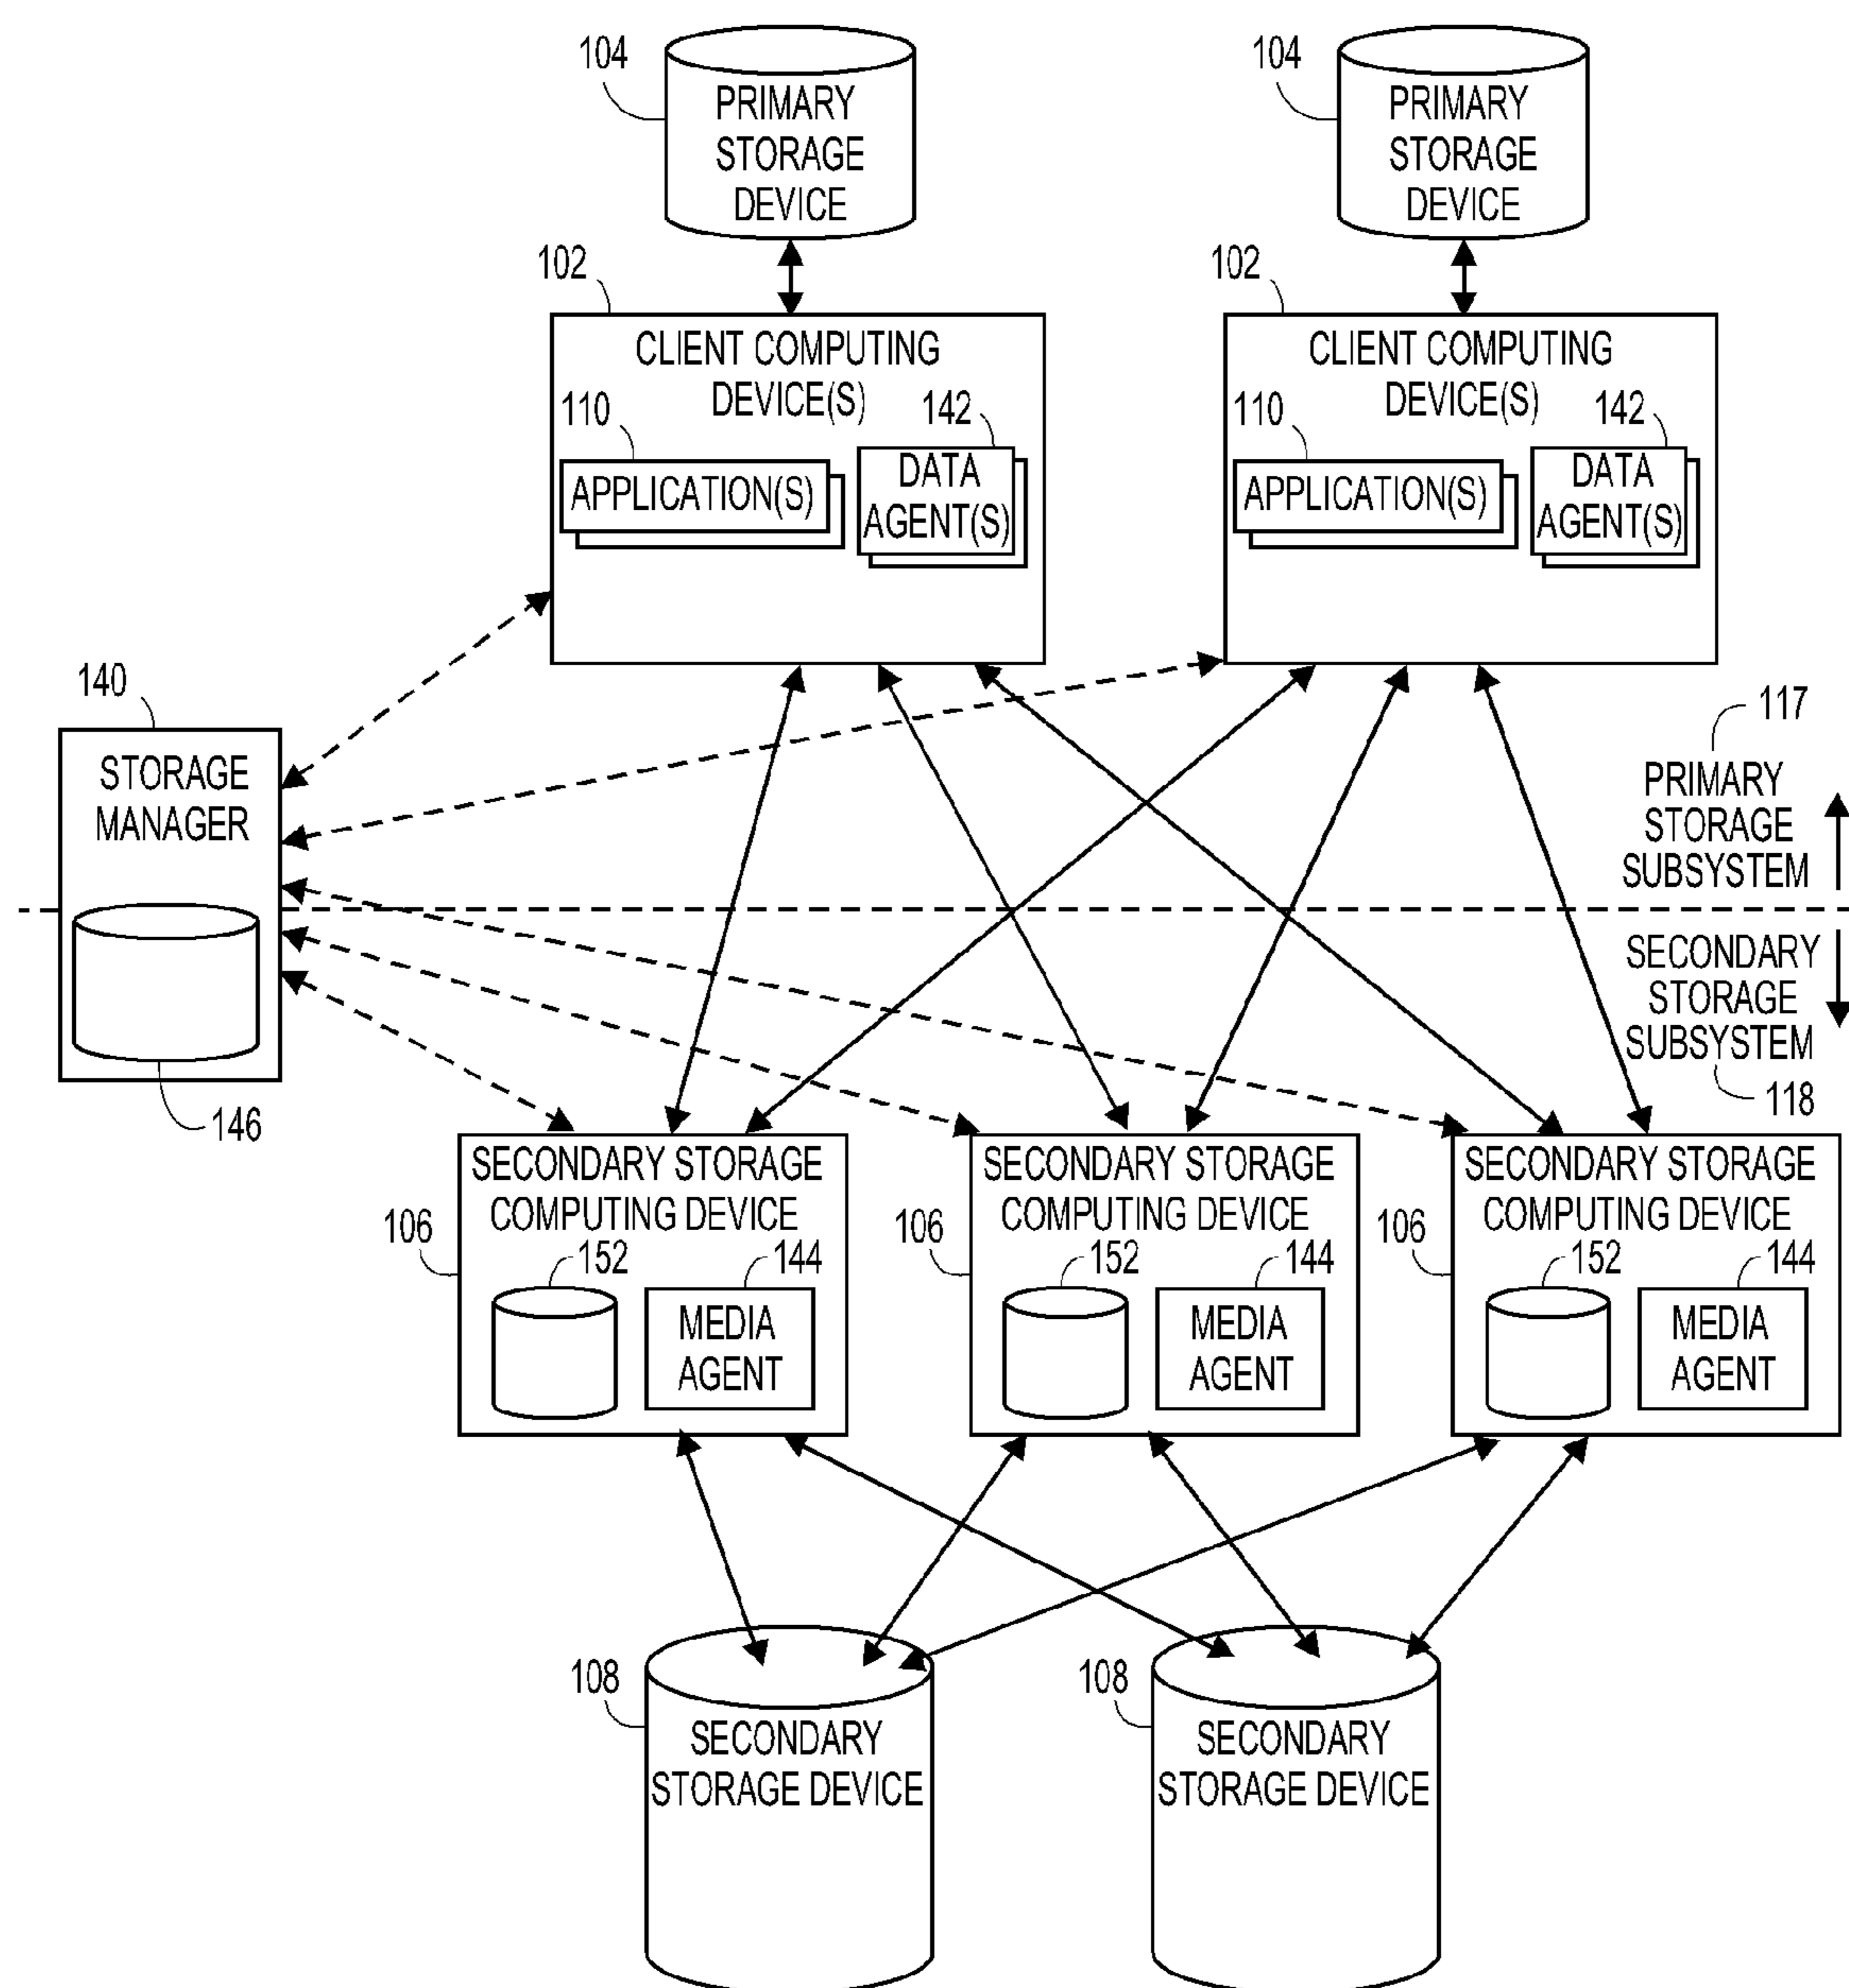 104
PRIMARY
STORAGE
DEVICE
104
PRIMARY
STORAGE
DEVICE
102
CLIENT COMPUTING
DEVICE(S)
110
142
APPLICATION(S)
DATA
AGENT(S)
102
CLIENT COMPUTING
DEVICE(S)
110
142
APPLICATION(S)
DATA
AGENT(S)
140
STORAGE
MANAGER
146
117
PRIMARY
STORAGE
SUBSYSTEM
SECONDARY
STORAGE
SUBSYSTEM
118
SECONDARY STORAGE
COMPUTING DEVICE
106
152
144
MEDIA
AGENT
SECONDARY STORAGE
COMPUTING DEVICE
106
152
144
MEDIA
AGENT
SECONDARY STORAGE
COMPUTING DEVICE
106
152
144
MEDIA
AGENT
108
SECONDARY
STORAGE DEVICE
108
SECONDARY
STORAGE DEVICE